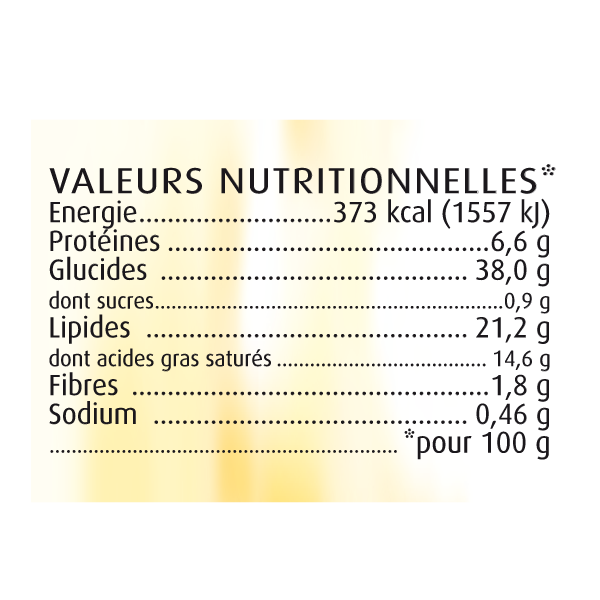 VALEURS NUTRITIONNELLES*
Energie..............................373 kcal (1557 kJ)
Protéines ..................................................6,6 g
Glucides ................................................ 38,0 g
dont sucres..............................................................0,9 g
Lipides .................................................. 21,2 g
dont acides gras saturés ..................................... 14,6 g
Fibres ........................................................1,8 g
Sodium ................................................. 0,46 g
............................................................. *pour 100 g